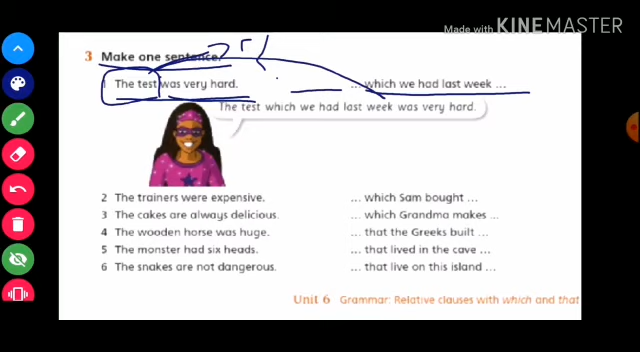 Made with KINEMASTER
3 Make one sentence.
1 The test was very hard. ... which we had last week ...
The test which we had last week was very hard.
2 The trainers were expensive. ... which Sam bought ...
3 The cakes are always delicious. ... which Grandma makes ...
4 The wooden horse was huge. ... that the Greeks built ...
5 The monster had six heads. ... that lived in the cave ...
6 The snakes are not dangerous. ... that live on this island ...
Unit 6 Grammar: Relative clauses with which and that